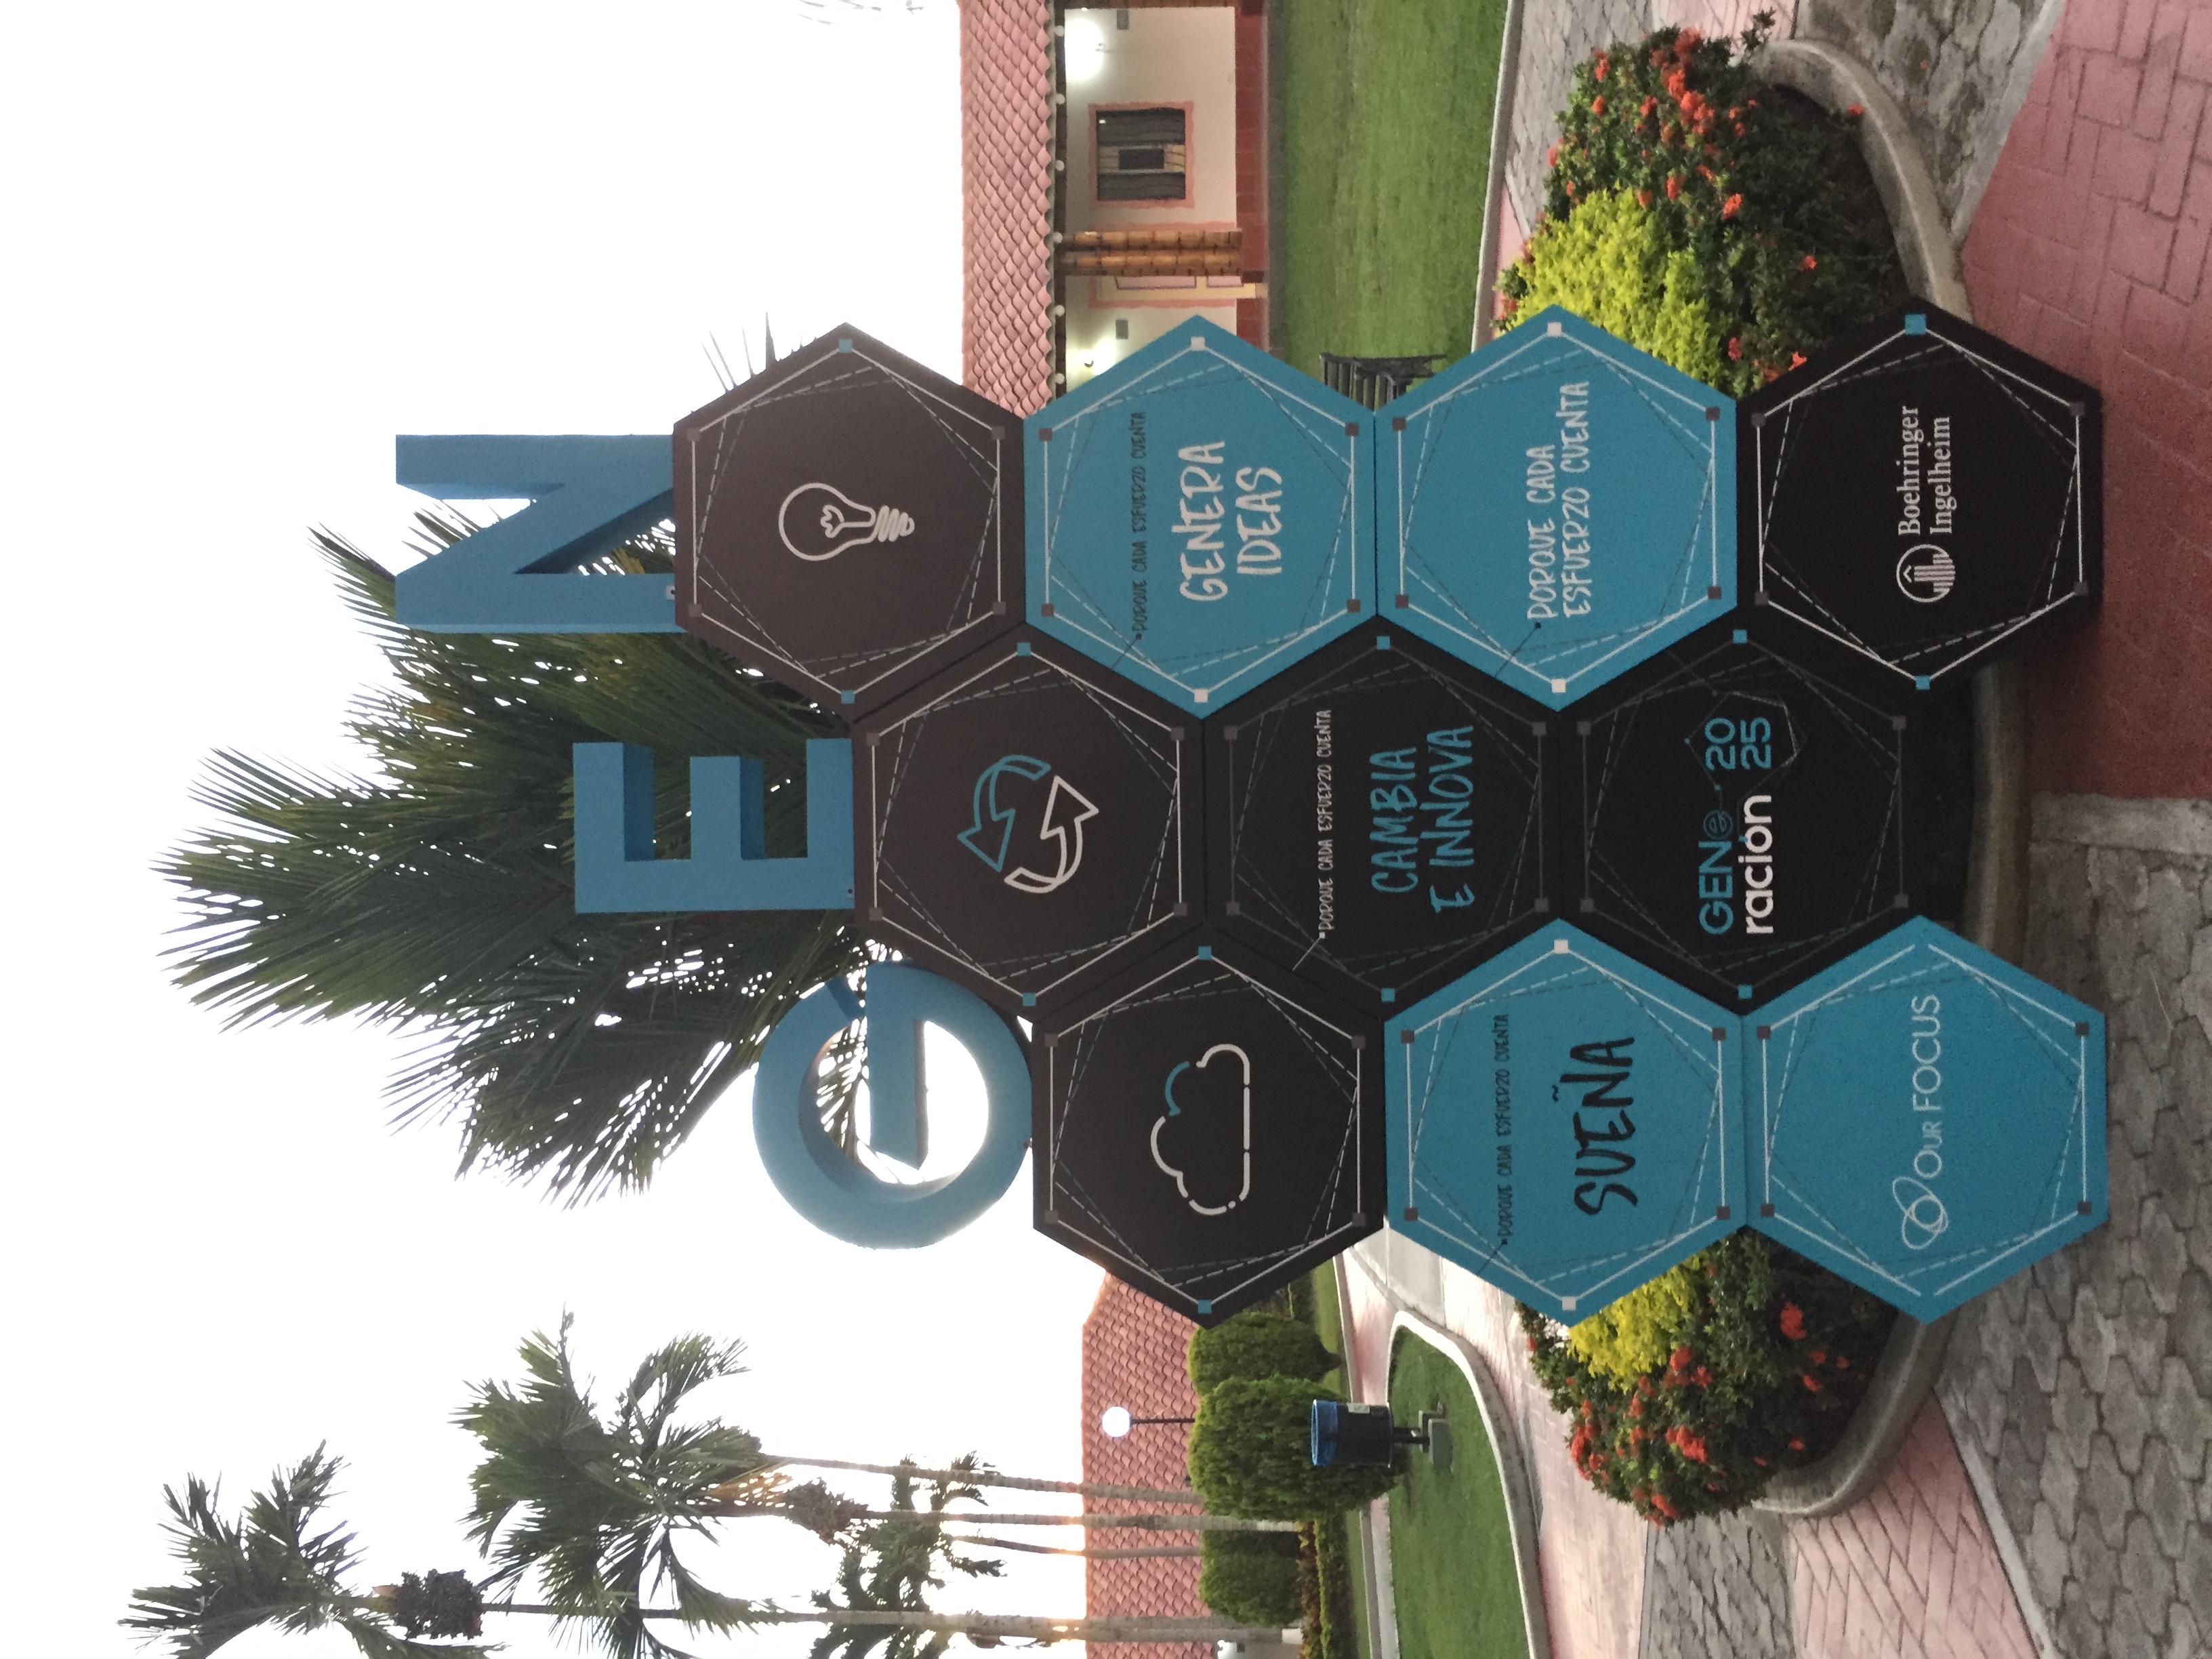 GEN
PORQUE CADA ESFUERZO CUENTA
GENERA
IDEAS
PORQUE CADA ESFUERZO CUENTA
CAMBIA
E INNOVA
PORQUE CADA ESFUERZO CUENTA
SUEÑA
PORQUE CADA
ESFUERZO CUENTA
GENe
ración
20
25
OUR FOCUS
Boehringer
Ingelheim